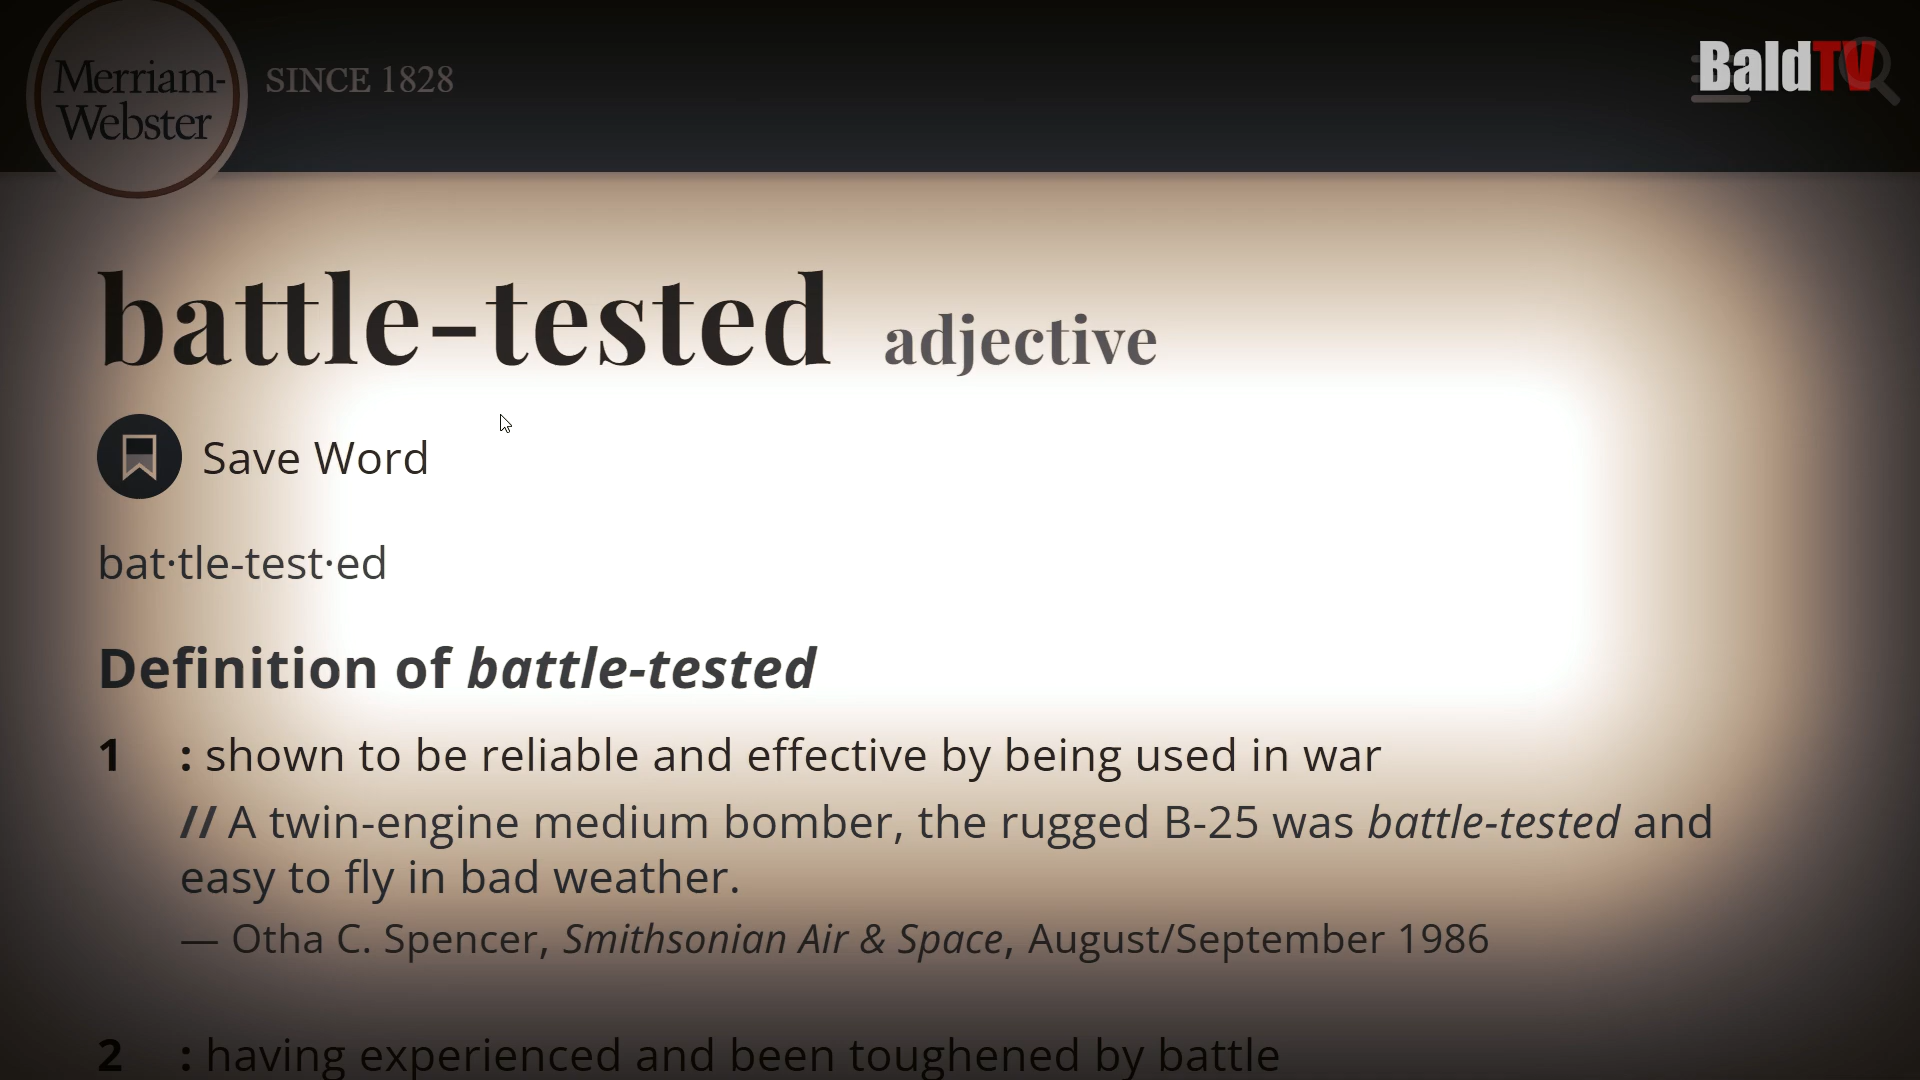 Merriam-
Webster
SINCE 1828
BaldTV
battle-tested adjective
Save Word
bat·tle-test·ed
Definition of battle-tested
1 : shown to be reliable and effective by being used in war
// A twin-engine medium bomber, the rugged B-25 was battle-tested and
easy to fly in bad weather.
— Otha C. Spencer, Smithsonian Air & Space, August/September 1986
2 : having experienced and been toughened by battle